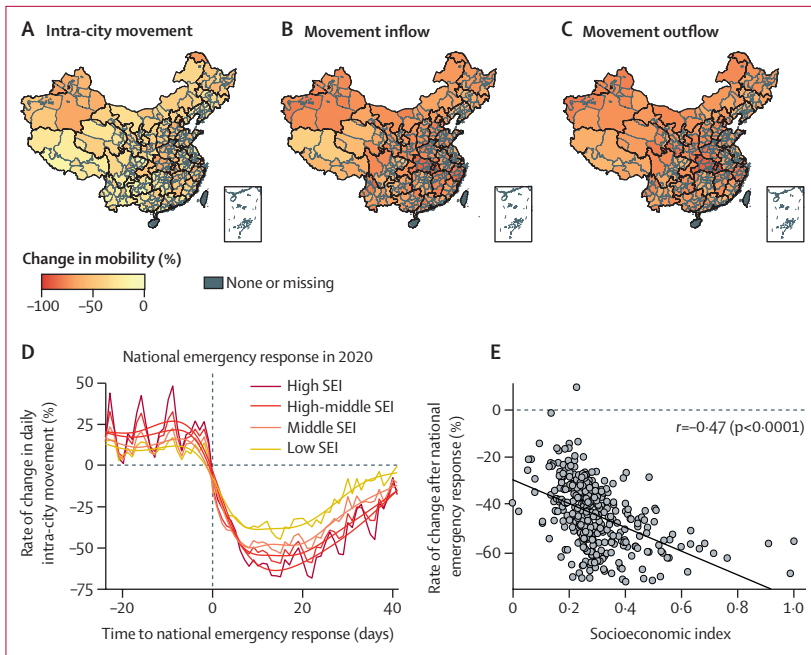 A Intra-city movement
B Movement inflow
C Movement outflow
Change in mobility (%)
−100 −50 0
None or missing
D
National emergency response in 2020
High SEI
High-middle SEI
Middle SEI
Low SEI
Rate of change in daily
intra-city movement (%)
50
25
0
−25
−50
−75
−20 0 20 40
Time to national emergency response (days)
E
r=−0·47 (p<0·0001)
Rate of change after national
emergency response (%)
0
−20
−40
−60
0 0·2 0·4 0·6 0·8 1·0
Socioeconomic index